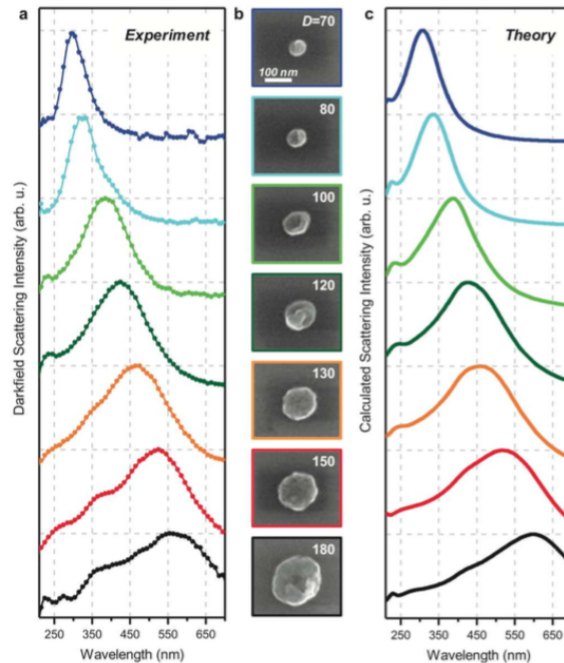 a
Experiment
Darkfield Scattering Intensity (arb. u.)
250 350 450 550 650
Wavelength (nm)
b
D=70
100 nm
80
100
120
130
150
180
c
Theory
Calculated Scattering Intensity (arb. u.)
250 350 450 550 650
Wavelength (nm)